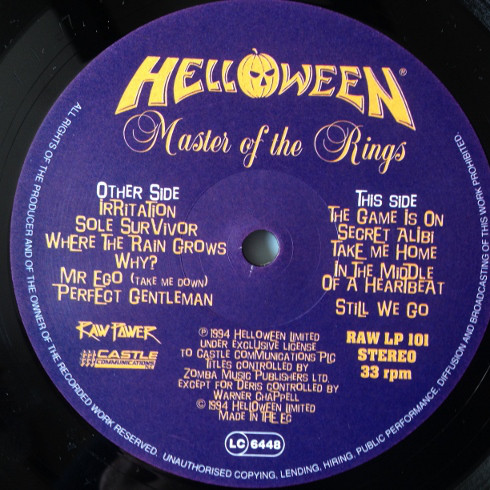 HELLOWEEN®
Master of the Rings
OTHER SIDE
IRRITATION
SOLE SURVIVOR
WHERE THE RAIN GROWS
WHY?
MR EGO (TAKE ME DOWN)
PERFECT GENTLEMAN
THIS SIDE
THE GAME IS ON
SECRET ALIBI
TAKE ME HOME
IN THE MIDDLE
OF A HEARTBEAT
STILL WE GO
RAW POWER
CASTLE
COMMUNICATIONS
℗ 1994 HELLOWEEN LIMITED
UNDER EXCLUSIVE LICENSE
TO CASTLE COMMUNICATIONS PLC
TITLES CONTROLLED BY
ZOMBA MUSIC PUBLISHERS LTD.
EXCEPT FOR DERIS CONTROLLED BY
WARNER CHAPPELL
© 1994 HELLOWEEN LIMITED
MADE IN THE EC
RAW LP 101
STEREO
33 rpm
LC 6448
ALL RIGHTS OF THE PRODUCER AND OF THE OWNER OF THE RECORDED WORK RESERVED. UNAUTHORISED COPYING, LENDING, HIRING, PUBLIC PERFORMANCE, DIFFUSION AND BROADCASTING OF THIS WORK PROHIBITED.